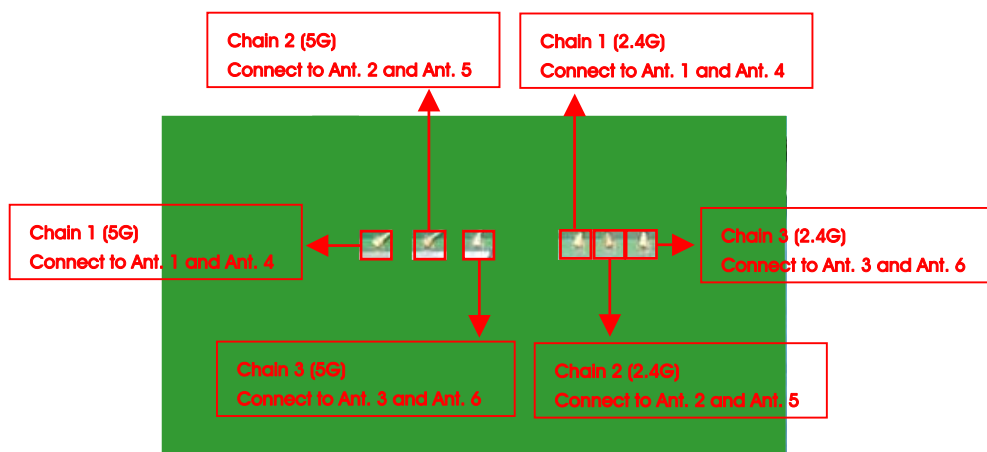 Chain 2 (5G)
Connect to Ant. 2 and Ant. 5
Chain 1 (2.4G)
Connect to Ant. 1 and Ant. 4
Chain 1 (5G)
Connect to Ant. 1 and Ant. 4
Chain 3 (2.4G)
Connect to Ant. 3 and Ant. 6
Chain 3 (5G)
Connect to Ant. 3 and Ant. 6
Chain 2 (2.4G)
Connect to Ant. 2 and Ant. 5